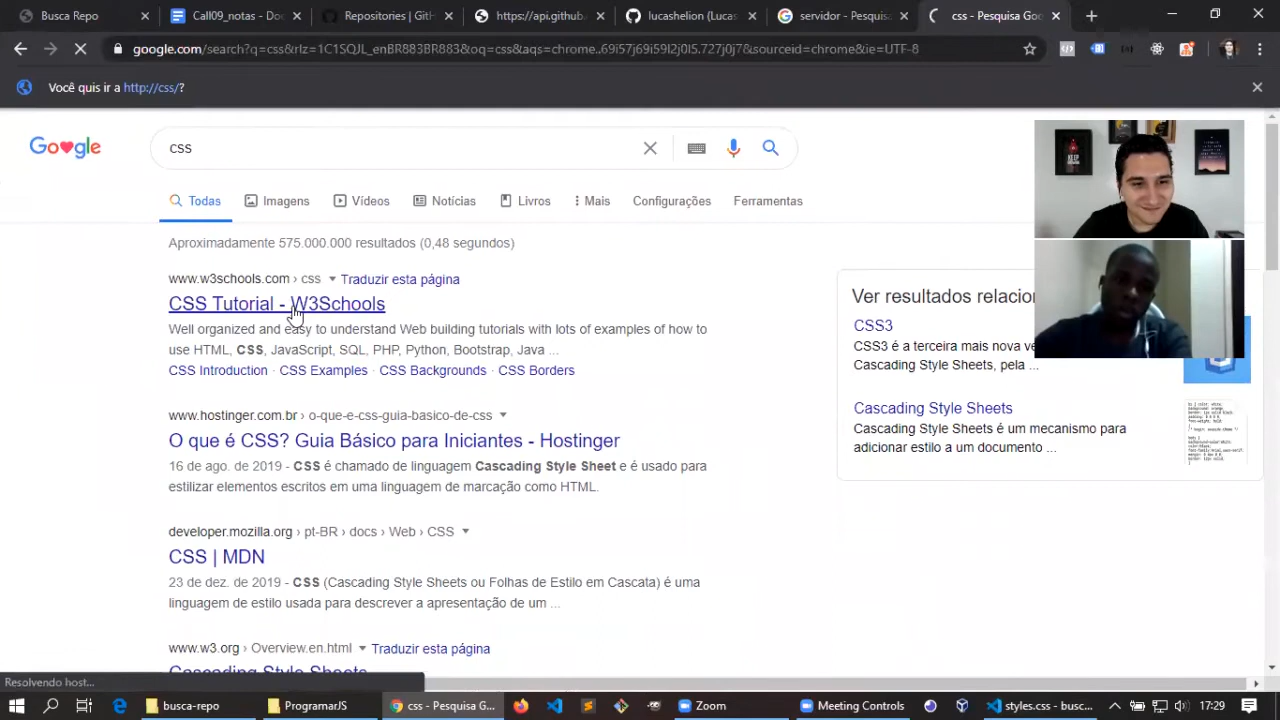 Busca Repo
Call09_notas - Do
Repositories | GitH
https://api.github.
lucashelion (Lucas
servidor - Pesquisa
css - Pesquisa Goo
google.com/search?q=css&rlz=1C1SQJL_enBR883BR883&oq=css&aqs=chrome..69i57j69i59l2j0l5.727j0j7&sourceid=chrome&ie=UTF-8
Você quis ir a http://css/?
css
Todas
Imagens
Vídeos
Notícias
Livros
Mais
Configurações
Ferramentas
Aproximadamente 575.000.000 resultados (0,48 segundos)
www.w3schools.com › css Traduzir esta página
CSS Tutorial - W3Schools
Well organized and easy to understand Web building tutorials with lots of examples of how to
use HTML, CSS, JavaScript, SQL, PHP, Python, Bootstrap, Java ...
CSS Introduction · CSS Examples · CSS Backgrounds · CSS Borders
www.hostinger.com.br › o-que-e-css-guia-basico-de-css
O que é CSS? Guia Básico para Iniciantes - Hostinger
16 de ago. de 2019 - CSS é chamado de linguagem Cascading Style Sheet e é usado para
estilizar elementos escritos em uma linguagem de marcação como HTML.
developer.mozilla.org › pt-BR › docs › Web › CSS
CSS | MDN
23 de dez. de 2019 - CSS (Cascading Style Sheets ou Folhas de Estilo em Cascata) é uma
linguagem de estilo usada para descrever a apresentação de um ...
www.w3.org › Overview.en.html Traduzir esta página
Cascading Style Sheets
Ver resultados relacion
CSS3
CSS3 é a terceira mais nova ve
Cascading Style Sheets, pela ...
Cascading Style Sheets
Cascading Style Sheets é um mecanismo para
adicionar estilo a um documento ...
Resolvendo host...
busca-repo
ProgramarJS
css - Pesquisa G...
Zoom
Meeting Controls
styles.css - busc...
17:29